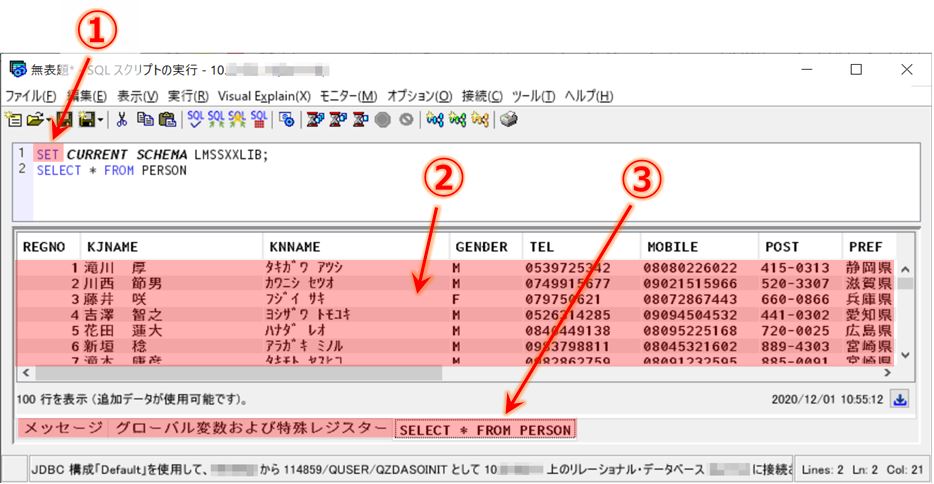 ①
無表題* - SQL スクリプトの実行 - 10.
ファイル(F) 編集(E) 表示(V) 実行(R) Visual Explain(X) モニター(M) オプション(O) 接続(C) ツール(T) ヘルプ(H)
SQL SQL SQL SQL
1 SET CURRENT SCHEMA LMSSXXLIB;
2 SELECT * FROM PERSON
② ③
REGNO KJNAME KNNAME GENDER TEL MOBILE POST PREF
1 滝川 厚 ﾀｷｶﾞﾜ ｱﾂｼ M 0539725342 08080226022 415-0313 静岡県
2 川西 節男 ｶﾜﾆｼ ｾﾂｵ M 0749915677 09021515966 520-3307 滋賀県
3 藤井 咲 ﾌｼﾞｲ ｻｷ F 079750621 08072867443 660-0866 兵庫県
4 吉澤 智之 ﾖｼｻﾞﾜ ﾄﾓﾕｷ M 0526314285 09094504532 441-0302 愛知県
5 花田 蓮大 ﾊﾅﾀﾞ ﾚｵ M 0840449138 08095225168 720-0025 広島県
6 新垣 稔 ｱﾗｶﾞｷ ﾐﾉﾙ M 0983798811 08045321602 889-4303 宮崎県
7 滝本 康彦 ﾀｷﾓﾄ ﾔｽﾋｺ M 0982862759 08091232595 885-0091 宮崎県
100 行を表示 (追加データが使用可能です)。 2020/12/01 10:55:12
メッセージ グローバル変数および特殊レジスター SELECT * FROM PERSON
JDBC 構成「Default」を使用して、 から 114859/QUSER/QZDASOINIT として 10. 上のリレーショナル・データベース に接続さ Lines: 2 Ln: 2 Col: 21